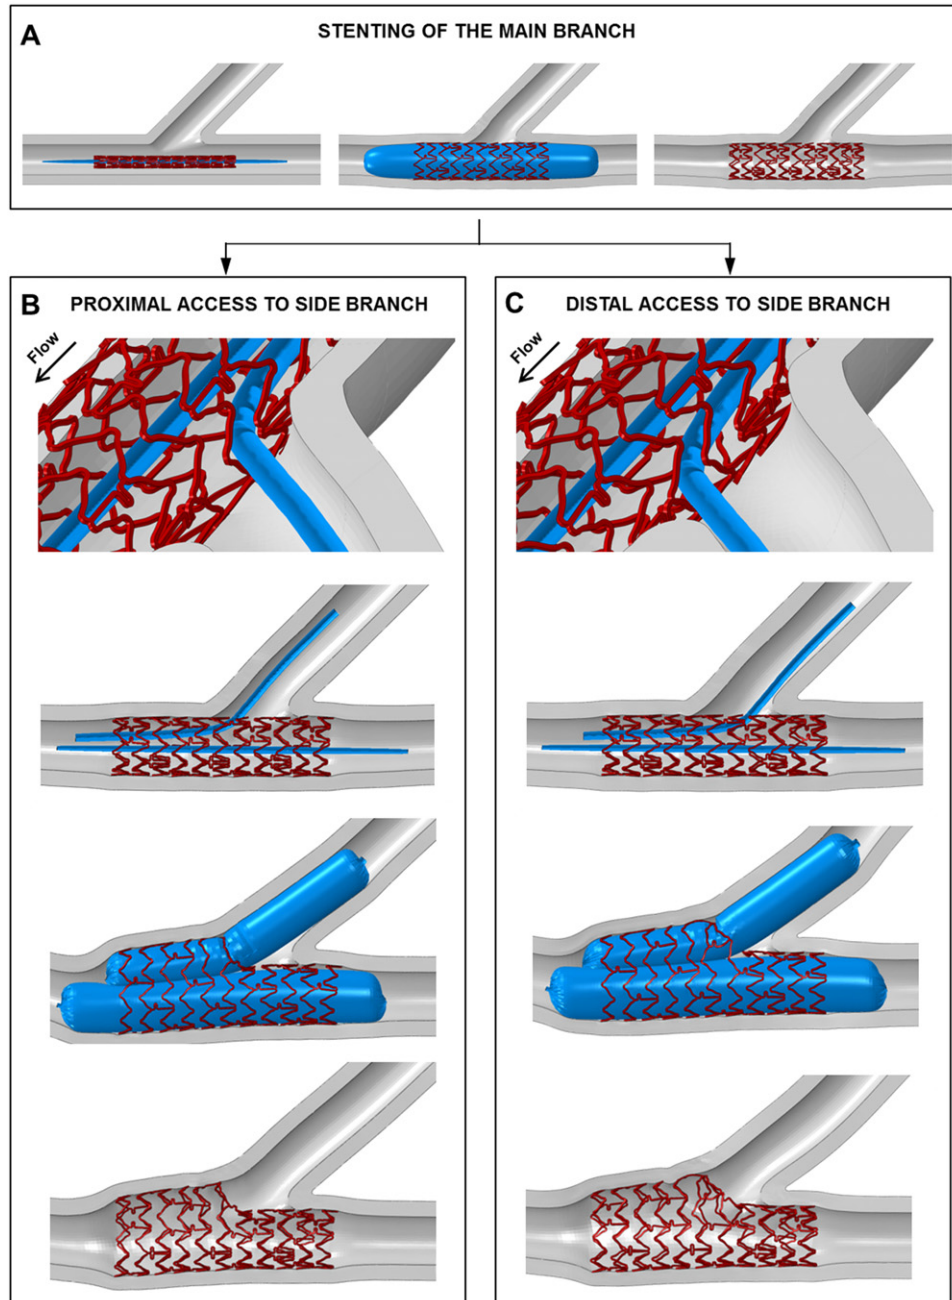 A
STENTING OF THE MAIN BRANCH
B
PROXIMAL ACCESS TO SIDE BRANCH
Flow
C
DISTAL ACCESS TO SIDE BRANCH
Flow